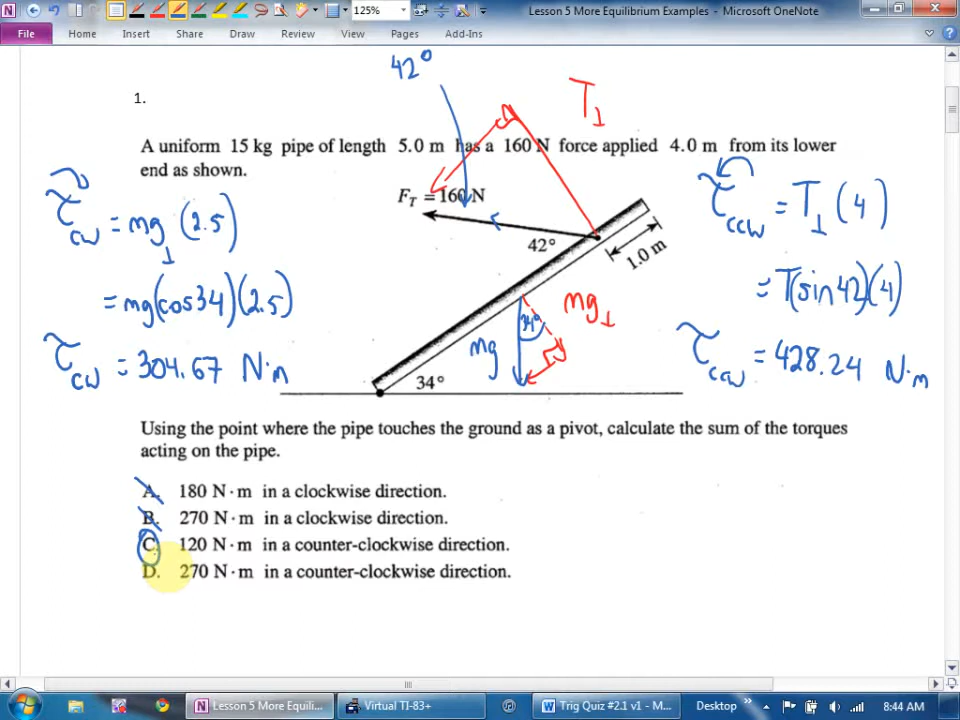 Lesson 5 More Equilibrium Examples - Microsoft OneNote
125%
File Home Insert Share Draw Review View Pages Add-Ins
42°
1.
T⊥
A uniform 15 kg pipe of length 5.0 m has a 160 N force applied 4.0 m from its lower
end as shown.
F_T = 160 N
τ_cw = mg⊥ (2.5)
= mg(cos34)(2.5)
τ_cw = 304.67 N·m
τ_ccw = T⊥ (4)
= T(sin42)(4)
τ_ccw = 428.24 N·m
42°
1.0 m
mg⊥
34°
mg
34°
Using the point where the pipe touches the ground as a pivot, calculate the sum of the torques
acting on the pipe.
A. 180 N·m in a clockwise direction.
B. 270 N·m in a clockwise direction.
C. 120 N·m in a counter-clockwise direction.
D. 270 N·m in a counter-clockwise direction.
Lesson 5 More Equili... Virtual TI-83+ Trig Quiz #2.1 v1 - M... Desktop » 8:44 AM